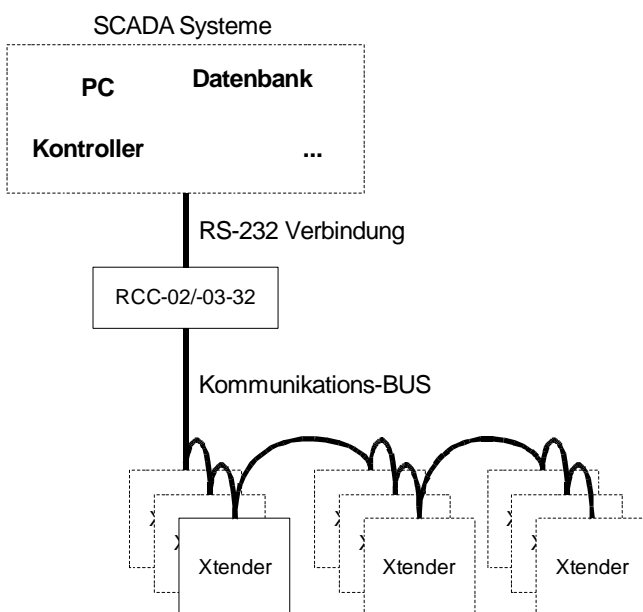 SCADA Systeme
PC
Datenbank
Kontroller
...
RS-232 Verbindung
RCC-02/-03-32
Kommunikations-BUS
X
X
X
X
X
X
Xtender
Xtender
Xtender